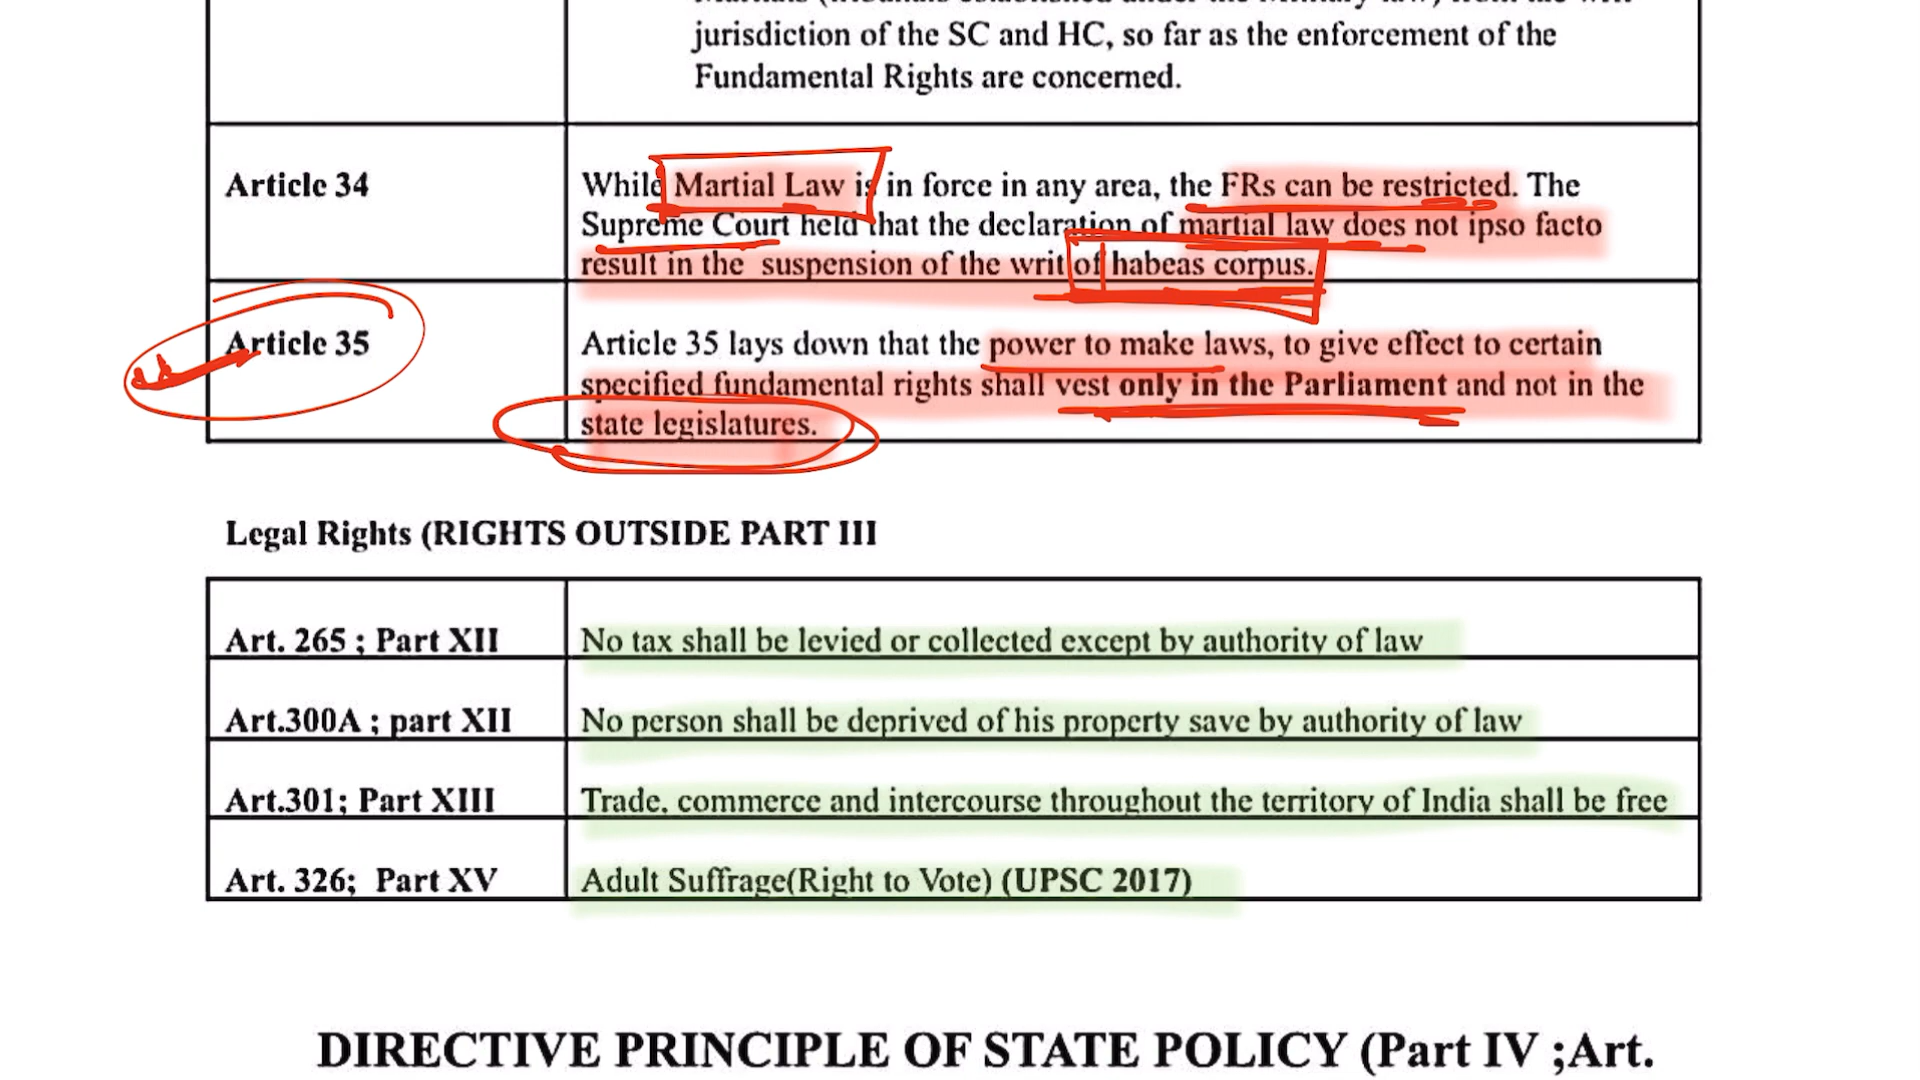 jurisdiction of the SC and HC, so far as the enforcement of the
Fundamental Rights are concerned.
Article 34
While Martial Law is in force in any area, the FRs can be restricted. The
Supreme Court held that the declaration of martial law does not ipso facto
result in the suspension of the writ of habeas corpus.
Article 35
Article 35 lays down that the power to make laws, to give effect to certain
specified fundamental rights shall vest only in the Parliament and not in the
state legislatures.
Legal Rights (RIGHTS OUTSIDE PART III
Art. 265 ; Part XII
No tax shall be levied or collected except by authority of law
Art.300A ; part XII
No person shall be deprived of his property save by authority of law
Art.301; Part XIII
Trade, commerce and intercourse throughout the territory of India shall be free
Art. 326; Part XV
Adult Suffrage(Right to Vote) (UPSC 2017)
DIRECTIVE PRINCIPLE OF STATE POLICY (Part IV ;Art.